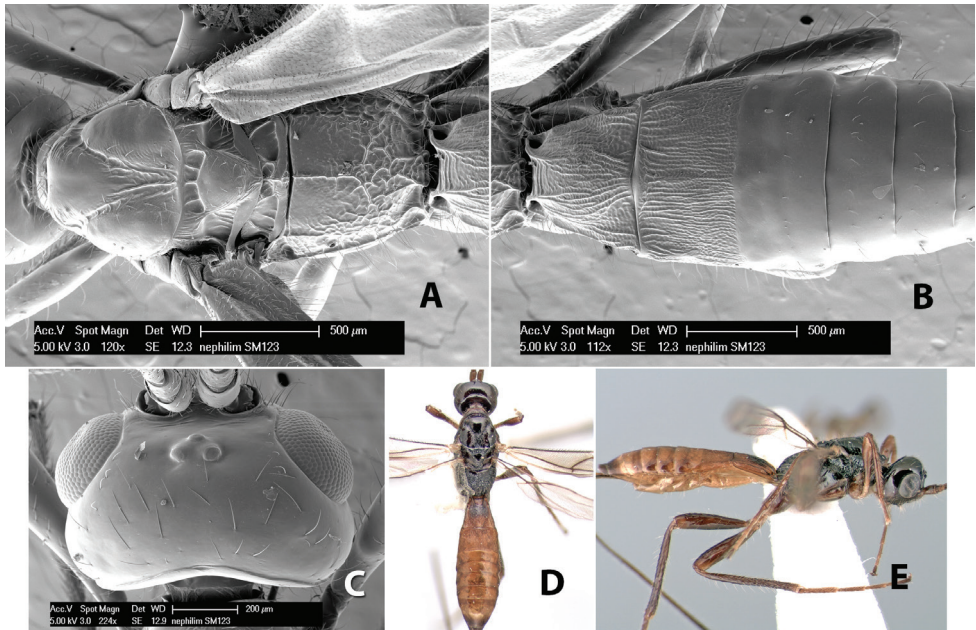 A
Acc.V Spot Magn Det WD 500 µm
5.00 kV 3.0 120x SE 12.3 nephilim SM123
B
Acc.V Spot Magn Det WD 500 µm
5.00 kV 3.0 112x SE 12.3 nephilim SM123
C
Acc.V Spot Magn Det WD 200 µm
5.00 kV 3.0 224x SE 12.9 nephilim SM123
D
E